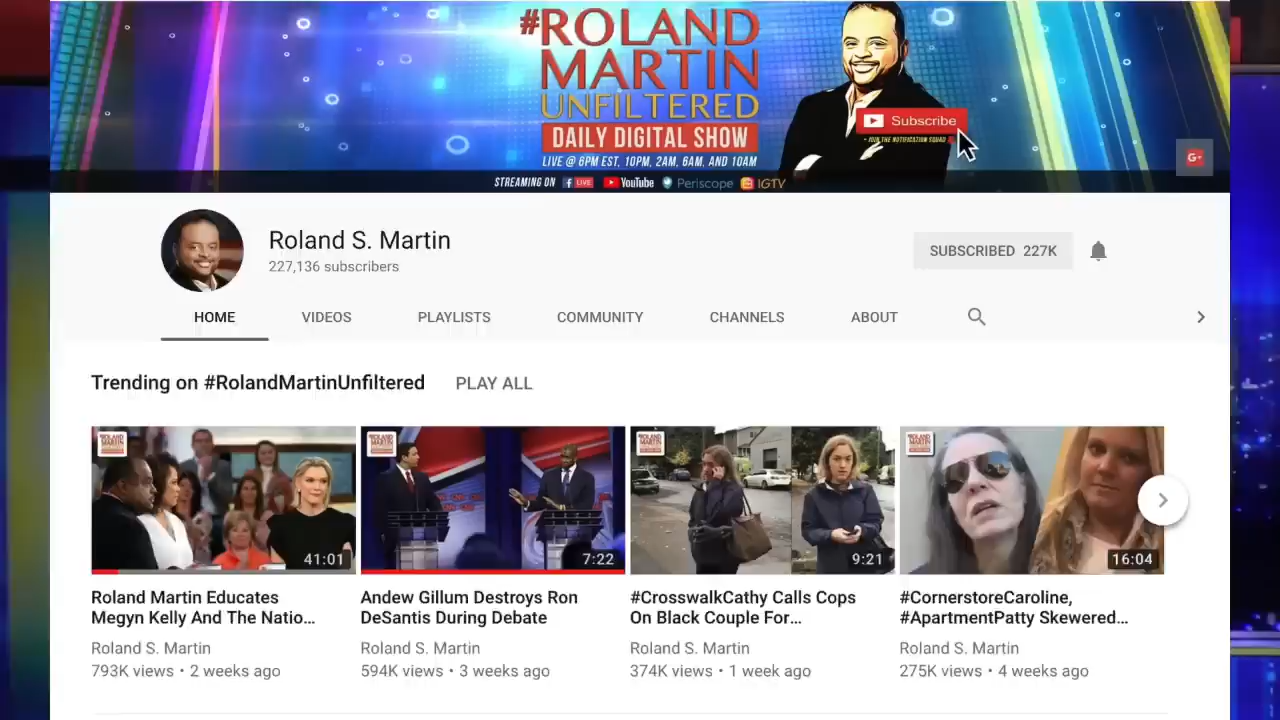 #ROLAND
MARTIN
UNFILTERED
DAILY DIGITAL SHOW
LIVE @ 6PM EST, 10PM, 2AM, 6AM, AND 10AM
STREAMING ON f LIVE YouTube Periscope IGTV
Subscribe
- JOIN THE NOTIFICATION SQUAD
G+
Roland S. Martin
227,136 subscribers
SUBSCRIBED 227K
HOME VIDEOS PLAYLISTS COMMUNITY CHANNELS ABOUT
Trending on #RolandMartinUnfiltered PLAY ALL
41:01
Roland Martin Educates
Megyn Kelly And The Natio...
Roland S. Martin
793K views • 2 weeks ago
7:22
Andew Gillum Destroys Ron
DeSantis During Debate
Roland S. Martin
594K views • 3 weeks ago
9:21
#CrosswalkCathy Calls Cops
On Black Couple For...
Roland S. Martin
374K views • 1 week ago
16:04
#CornerstoreCaroline,
#ApartmentPatty Skewered...
Roland S. Martin
275K views • 4 weeks ago